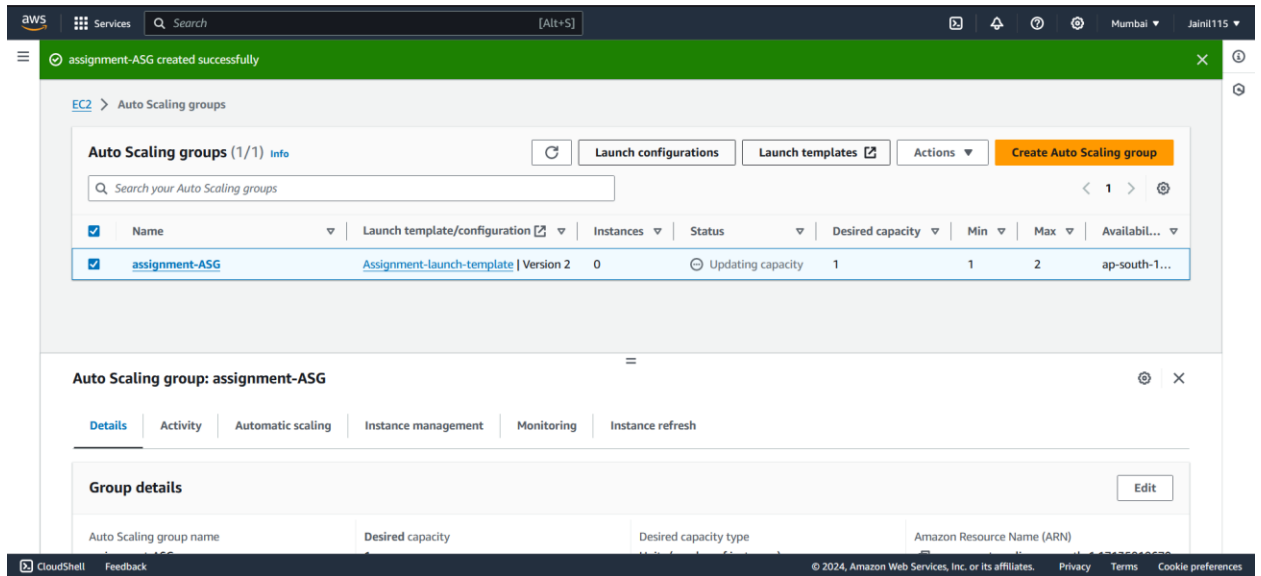 aws Services Search [Alt+S] Mumbai Jainil115
assignment-ASG created successfully
EC2 > Auto Scaling groups
Auto Scaling groups (1/1) Info Launch configurations Launch templates Actions Create Auto Scaling group
Search your Auto Scaling groups 1
Name Launch template/configuration Instances Status Desired capacity Min Max Availabil...
assignment-ASG Assignment-launch-template | Version 2 0 Updating capacity 1 1 2 ap-south-1...
Auto Scaling group: assignment-ASG
Details Activity Automatic scaling Instance management Monitoring Instance refresh
Group details Edit
Auto Scaling group name Desired capacity Desired capacity type Amazon Resource Name (ARN)
CloudShell Feedback © 2024, Amazon Web Services, Inc. or its affiliates. Privacy Terms Cookie preferences